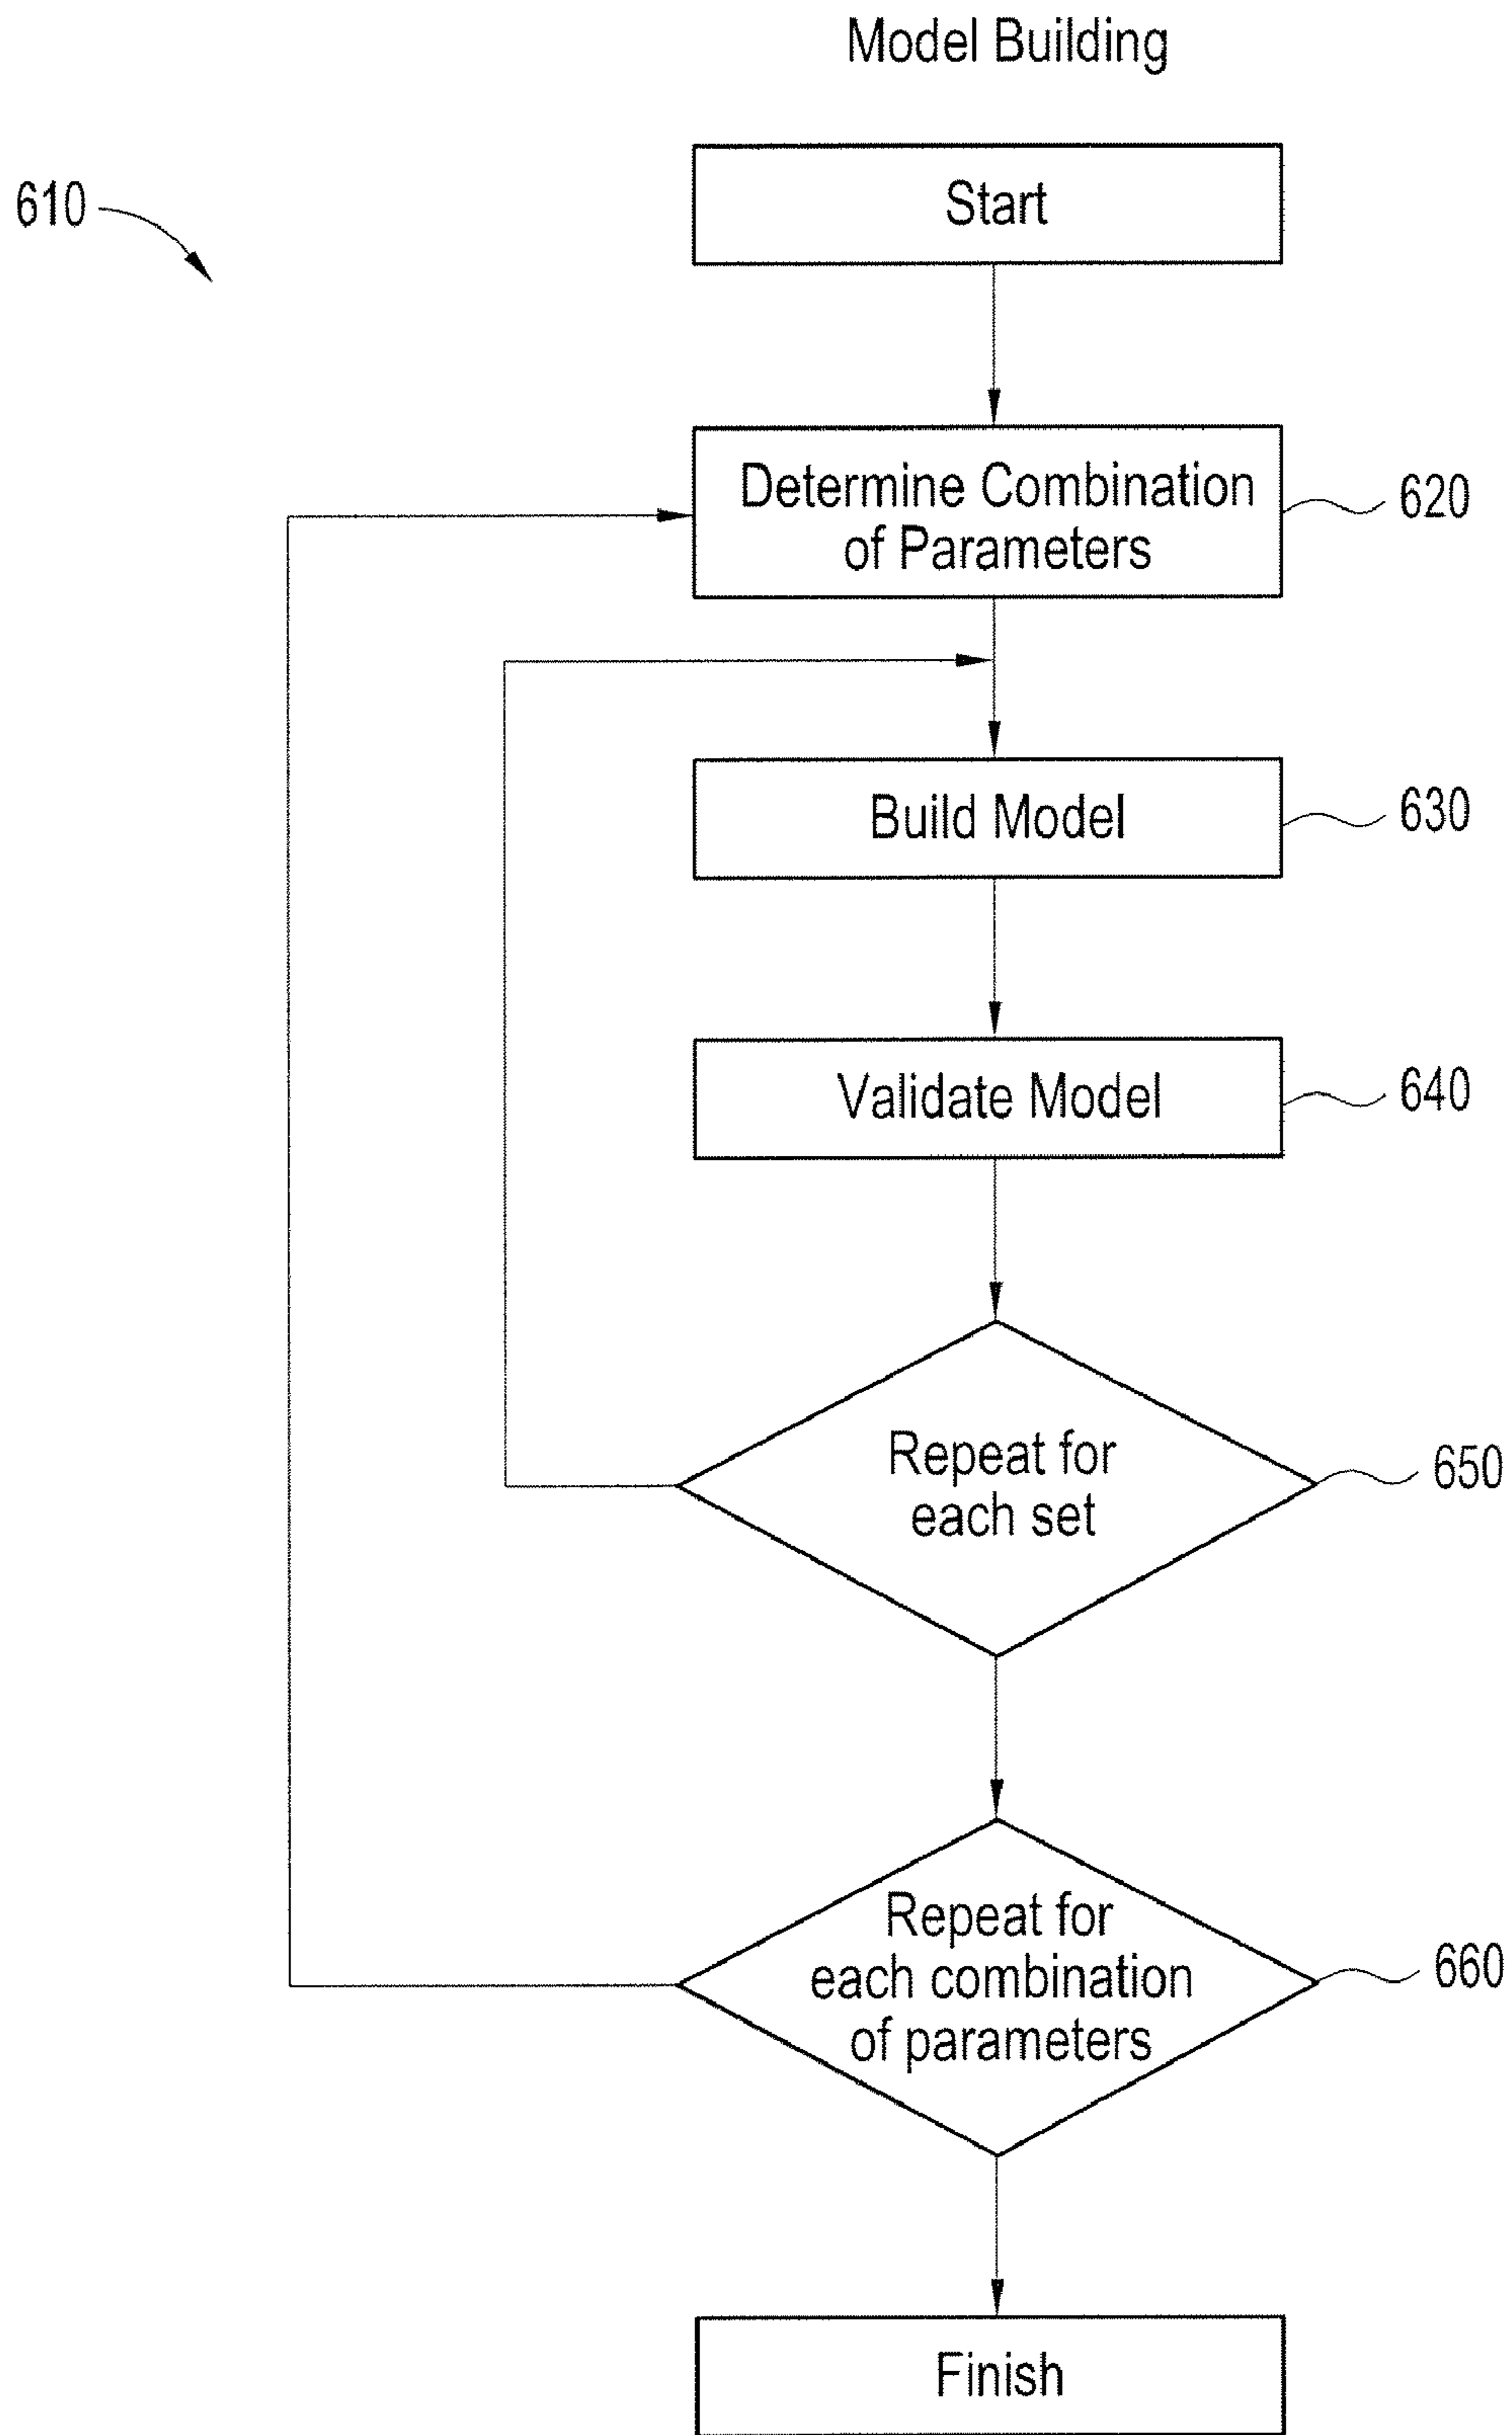 Model Building
610
Start
Determine Combination
of Parameters
620
Build Model
630
Validate Model
640
Repeat for
each set
650
Repeat for
each combination
of parameters
660
Finish